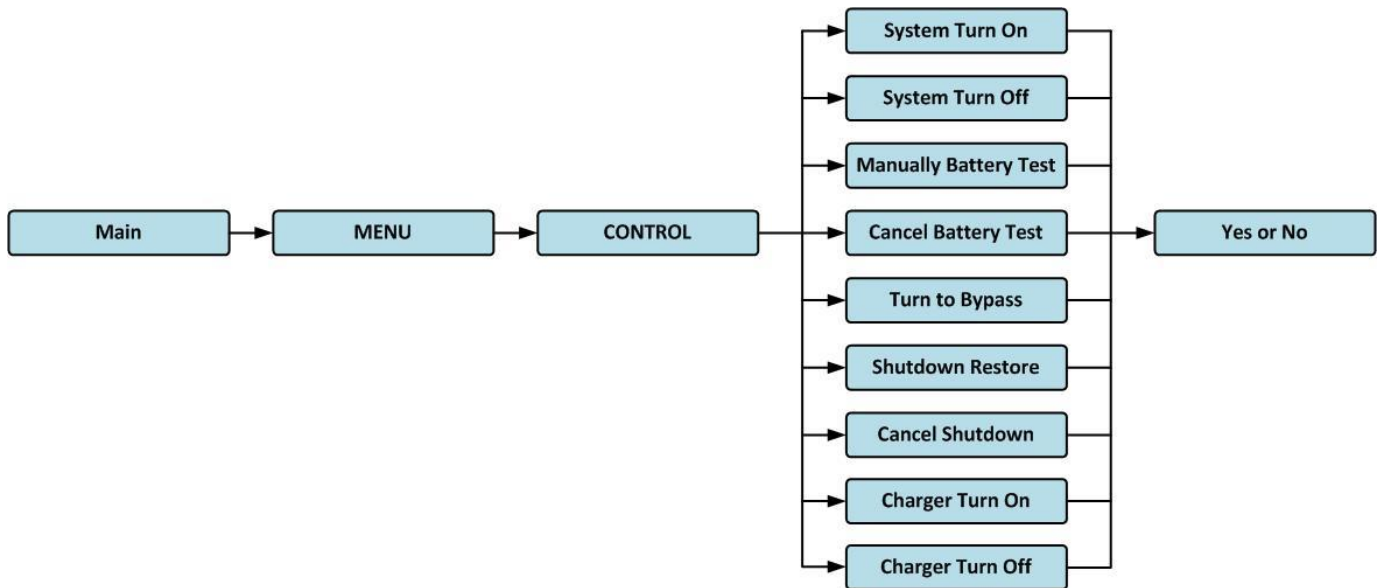 System Turn On
System Turn Off
Manually Battery Test
Main
MENU
CONTROL
Cancel Battery Test
Yes or No
Turn to Bypass
Shutdown Restore
Cancel Shutdown
Charger Turn On
Charger Turn Off